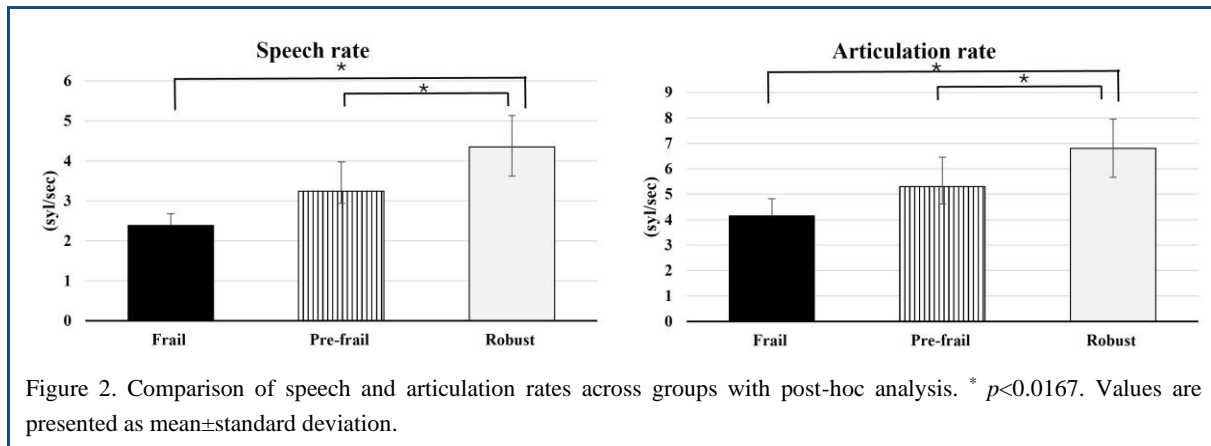 Speech rate
*
*
6
5
4
3
2
1
0
(syl/sec)
Frail Pre-frail Robust
Articulation rate
*
*
9
8
7
6
5
4
3
2
1
0
(syl/sec)
Frail Pre-frail Robust
Figure 2. Comparison of speech and articulation rates across groups with post-hoc analysis. * p<0.0167. Values are
presented as mean±standard deviation.